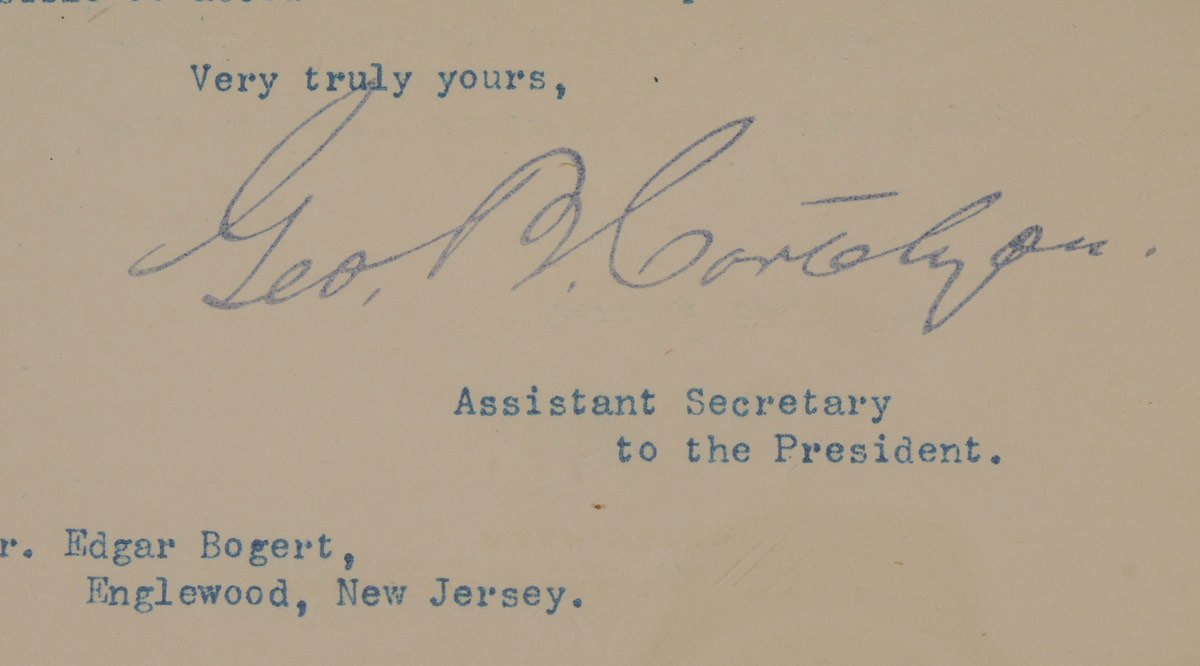 Very truly yours,
Geo. B. Cortelyou.
Assistant Secretary
to the President.
r. Edgar Bogert,
Englewood, New Jersey.